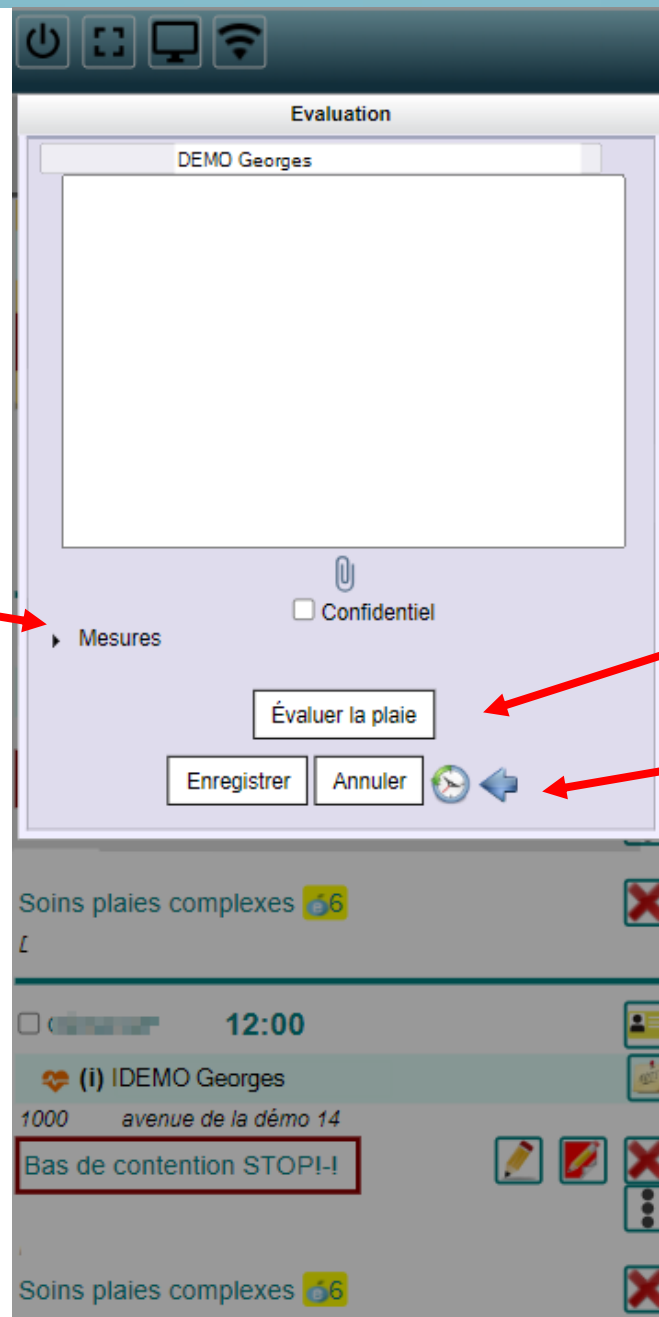 Evaluation
DEMO Georges
Confidentiel
Mesures
Évaluer la plaie
Enregistrer Annuler
Soins plaies complexes 6
12:00
(i) IDEMO Georges
1000 avenue de la démo 14
Bas de contention STOP!-!
Soins plaies complexes 6